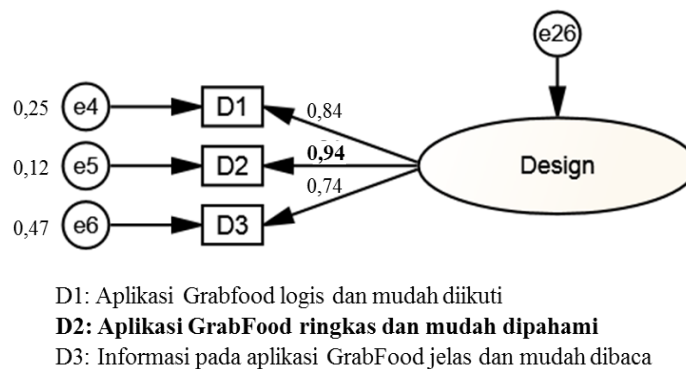 e26
0,25 e4 D1 0,84
0,12 e5 D2 0,94 Design
0,47 e6 D3 0,74
D1: Aplikasi Grabfood logis dan mudah diikuti
D2: Aplikasi GrabFood ringkas dan mudah dipahami
D3: Informasi pada aplikasi GrabFood jelas dan mudah dibaca